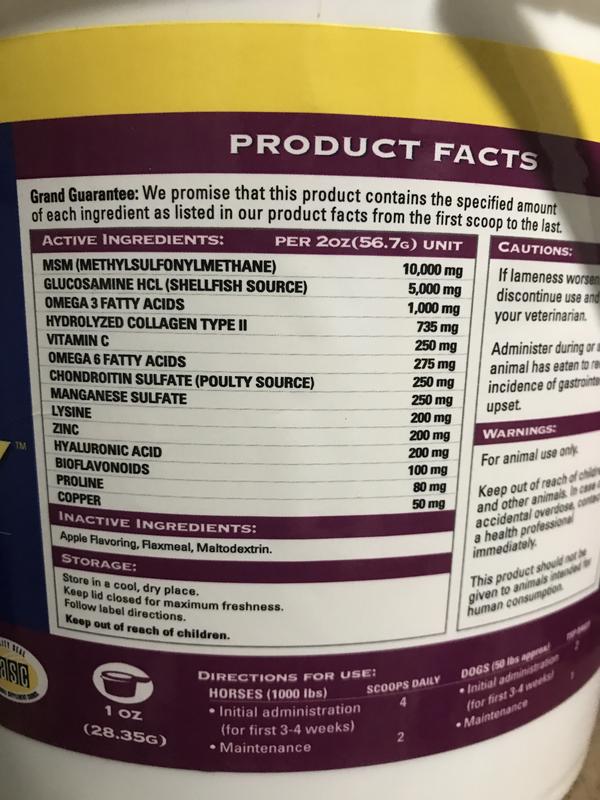 PRODUCT FACTS
Grand Guarantee: We promise that this product contains the specified amount
of each ingredient as listed in our product facts from the first scoop to the last.
ACTIVE INGREDIENTS: PER 2OZ(56.7G) UNIT
MSM (METHYLSULFONYLMETHANE) 10,000 mg
GLUCOSAMINE HCL (SHELLFISH SOURCE) 5,000 mg
OMEGA 3 FATTY ACIDS 1,000 mg
HYDROLYZED COLLAGEN TYPE II 735 mg
VITAMIN C 250 mg
OMEGA 6 FATTY ACIDS 275 mg
CHONDROITIN SULFATE (POULTY SOURCE) 250 mg
MANGANESE SULFATE 250 mg
LYSINE 200 mg
ZINC 200 mg
HYALURONIC ACID 200 mg
BIOFLAVONOIDS 100 mg
PROLINE 80 mg
COPPER 50 mg
INACTIVE INGREDIENTS:
Apple Flavoring, Flaxmeal, Maltodextrin.
STORAGE:
Store in a cool, dry place.
Keep lid closed for maximum freshness.
Follow label directions.
Keep out of reach of children.
CAUTIONS:
If lameness worsen
discontinue use and
your veterinarian.
Administer during or a
animal has eaten to re
incidence of gastrointe
upset.
WARNINGS:
For animal use only.
Keep out of reach of childre
and other animals. In case o
accidental overdose, contac
a health professional
immediately.
This product should not be
given to animals intended for
human consumption.
TM
ASC
1 OZ
(28.35G)
DIRECTIONS FOR USE:
HORSES (1000 lbs) SCOOPS DAILY
• Initial administration 4
(for first 3-4 weeks)
• Maintenance 2
DOGS (50 lbs approx)
• Initial administration 2
(for first 3-4 weeks)
• Maintenance 1